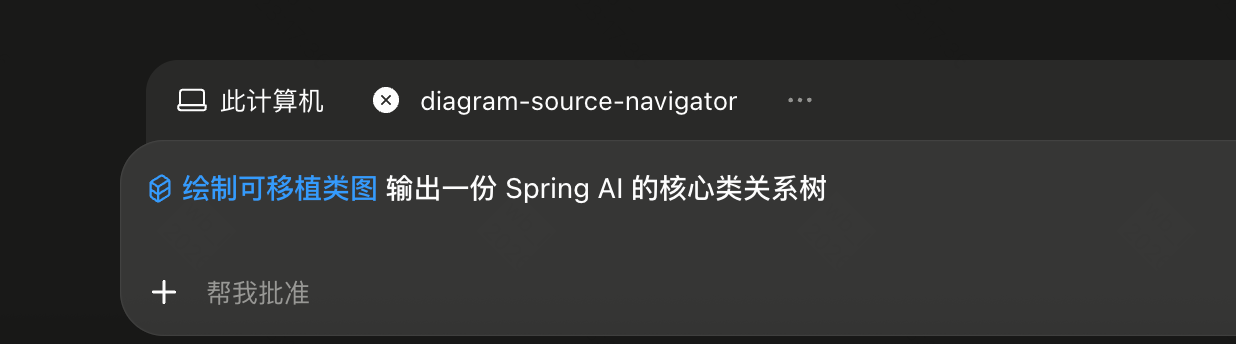 此计算机 diagram-source-navigator ···
绘制可移植类图 输出一份 Spring AI 的核心类关系树
帮我批准